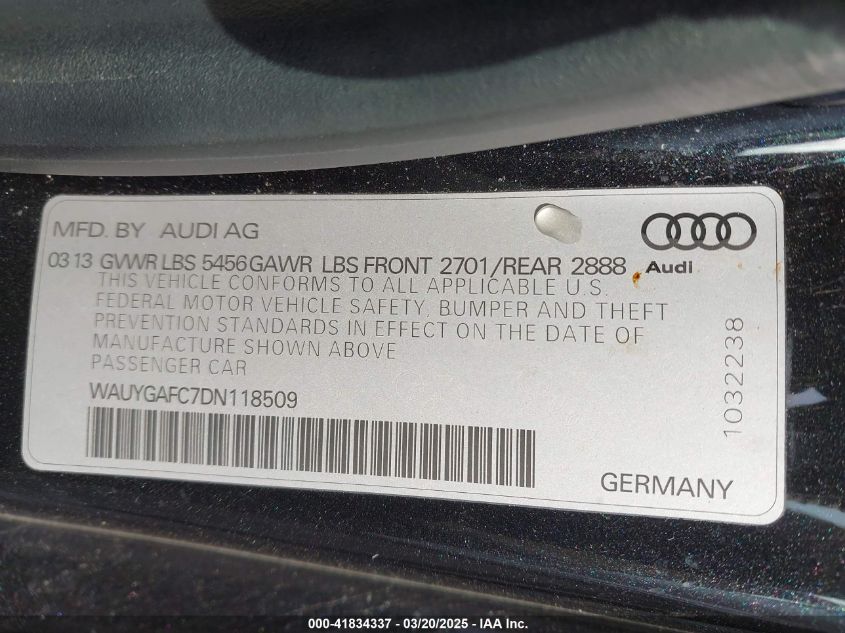 MFD. BY AUDI AG
03 13 GVWR LBS 5456 GAWR LBS FRONT 2701/REAR 2888
Audi
THIS VEHICLE CONFORMS TO ALL APPLICABLE U.S.
FEDERAL MOTOR VEHICLE SAFETY, BUMPER AND THEFT
PREVENTION STANDARDS IN EFFECT ON THE DATE OF
MANUFACTURE SHOWN ABOVE
PASSENGER CAR
WAUYGAFC7DN118509
1032238
GERMANY
000-41834337 - 03/20/2025 - IAA Inc.